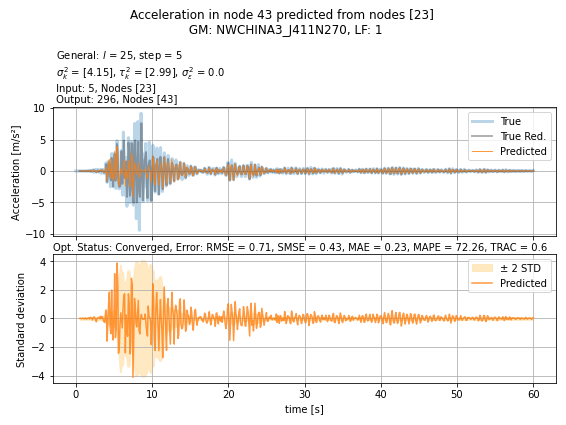 Acceleration in node 43 predicted from nodes [23]
GM: NWCHINA3_J411N270, LF: 1
General: l = 25, step = 5
σ²ₖ = [4.15], τ²ₖ = [2.99], σ²ε = 0.0
Input: 5, Nodes [23]
Output: 296, Nodes [43]
10
5
0
−5
−10
Acceleration [m/s²]
True
True Red.
Predicted
Opt. Status: Converged, Error: RMSE = 0.71, SMSE = 0.43, MAE = 0.23, MAPE = 72.26, TRAC = 0.6
4
2
0
−2
−4
Standard deviation
± 2 STD
Predicted
0 10 20 30 40 50 60
time [s]